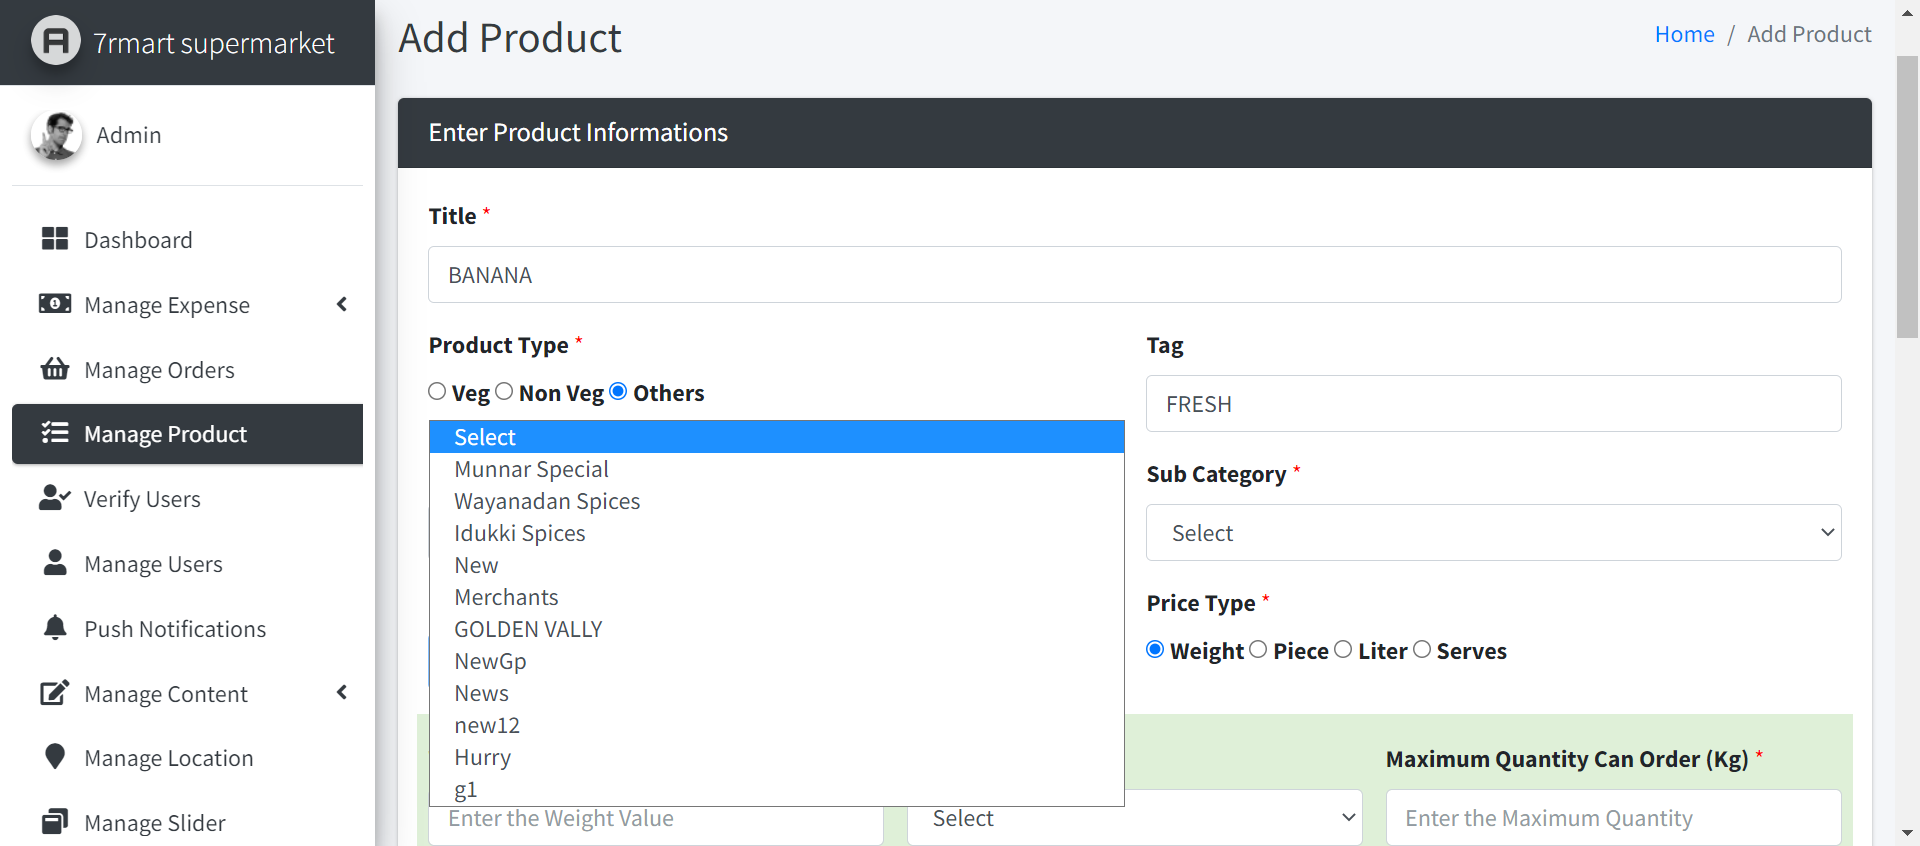 7rmart supermarket
Admin
Dashboard
Manage Expense
Manage Orders
Manage Product
Verify Users
Manage Users
Push Notifications
Manage Content
Manage Location
Manage Slider
Add Product
Home / Add Product
Enter Product Informations
Title *
BANANA
Product Type *
Veg Non Veg Others
Tag
FRESH
Select
Munnar Special
Wayanadan Spices
Idukki Spices
New
Merchants
GOLDEN VALLY
NewGp
News
new12
Hurry
g1
Sub Category *
Select
Price Type *
Weight Piece Liter Serves
Enter the Weight Value
Select
Maximum Quantity Can Order (Kg) *
Enter the Maximum Quantity